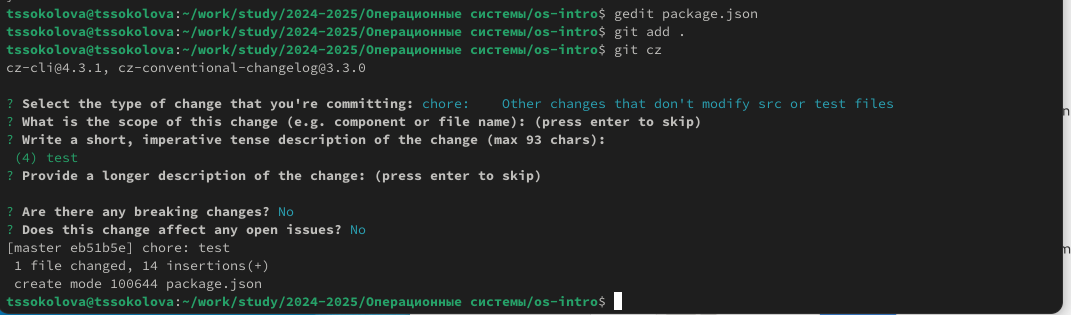 tssokolova@tssokolova:~/work/study/2024-2025/Операционные системы/os-intro$ gedit package.json
tssokolova@tssokolova:~/work/study/2024-2025/Операционные системы/os-intro$ git add .
tssokolova@tssokolova:~/work/study/2024-2025/Операционные системы/os-intro$ git cz
cz-cli@4.3.1, cz-conventional-changelog@3.3.0
? Select the type of change that you're committing: chore:    Other changes that don't modify src or test files
? What is the scope of this change (e.g. component or file name): (press enter to skip)
? Write a short, imperative tense description of the change (max 93 chars):
(4) test
? Provide a longer description of the change: (press enter to skip)
? Are there any breaking changes? No
? Does this change affect any open issues? No
[master eb51b5e] chore: test
1 file changed, 14 insertions(+)
create mode 100644 package.json
tssokolova@tssokolova:~/work/study/2024-2025/Операционные системы/os-intro$